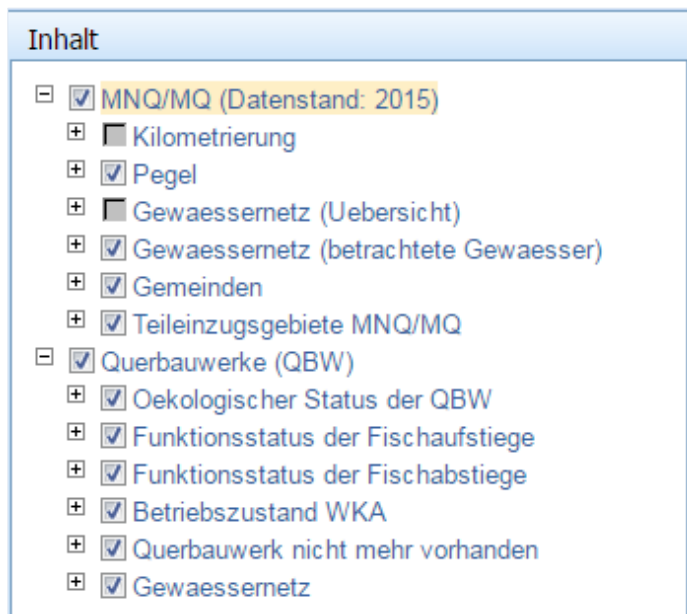 Inhalt
MNQ/MQ (Datenstand: 2015)
Kilometrierung
Pegel
Gewaessernetz (Uebersicht)
Gewaessernetz (betrachtete Gewaesser)
Gemeinden
Teileinzugsgebiete MNQ/MQ
Querbauwerke (QBW)
Oekologischer Status der QBW
Funktionsstatus der Fischaufstiege
Funktionsstatus der Fischabstiege
Betriebszustand WKA
Querbauwerk nicht mehr vorhanden
Gewaessernetz